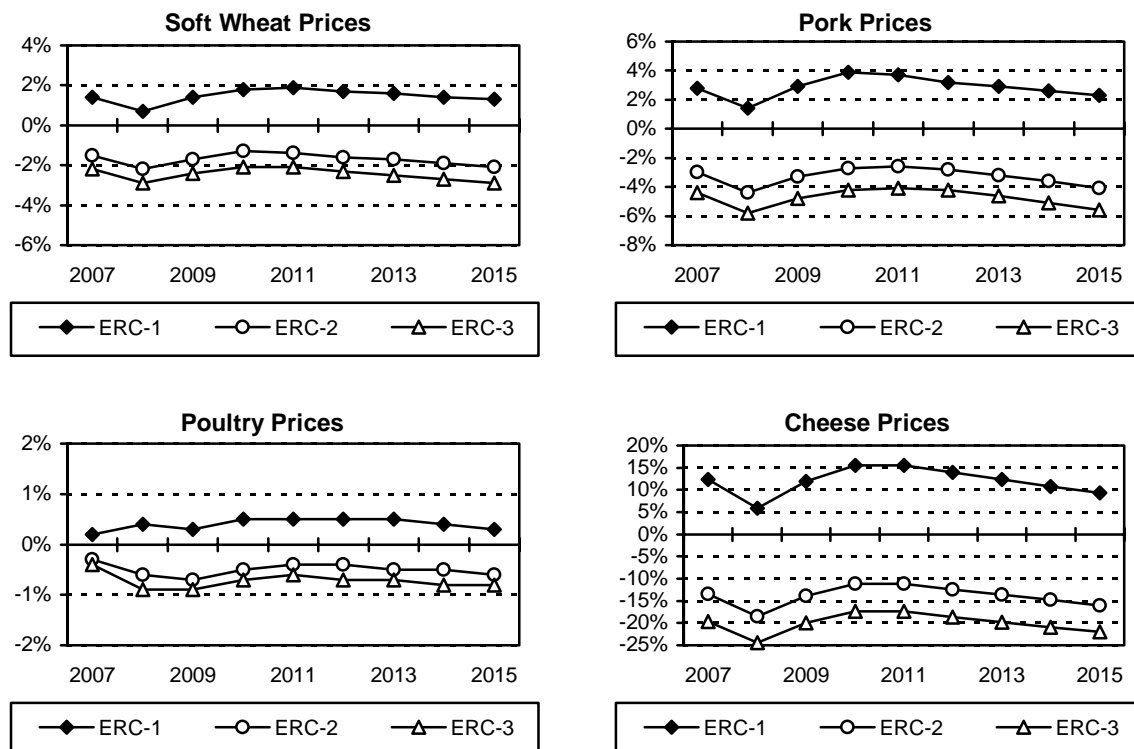 Soft Wheat Prices
4%
2%
0%
-2%
-4%
-6%
2007 2009 2011 2013 2015
ERC-1 ERC-2 ERC-3
Pork Prices
6%
4%
2%
0%
-2%
-4%
-6%
-8%
2007 2009 2011 2013 2015
ERC-1 ERC-2 ERC-3
Poultry Prices
2%
1%
0%
-1%
-2%
2007 2009 2011 2013 2015
ERC-1 ERC-2 ERC-3
Cheese Prices
20%
15%
10%
5%
0%
-5%
-10%
-15%
-20%
-25%
2007 2009 2011 2013 2015
ERC-1 ERC-2 ERC-3